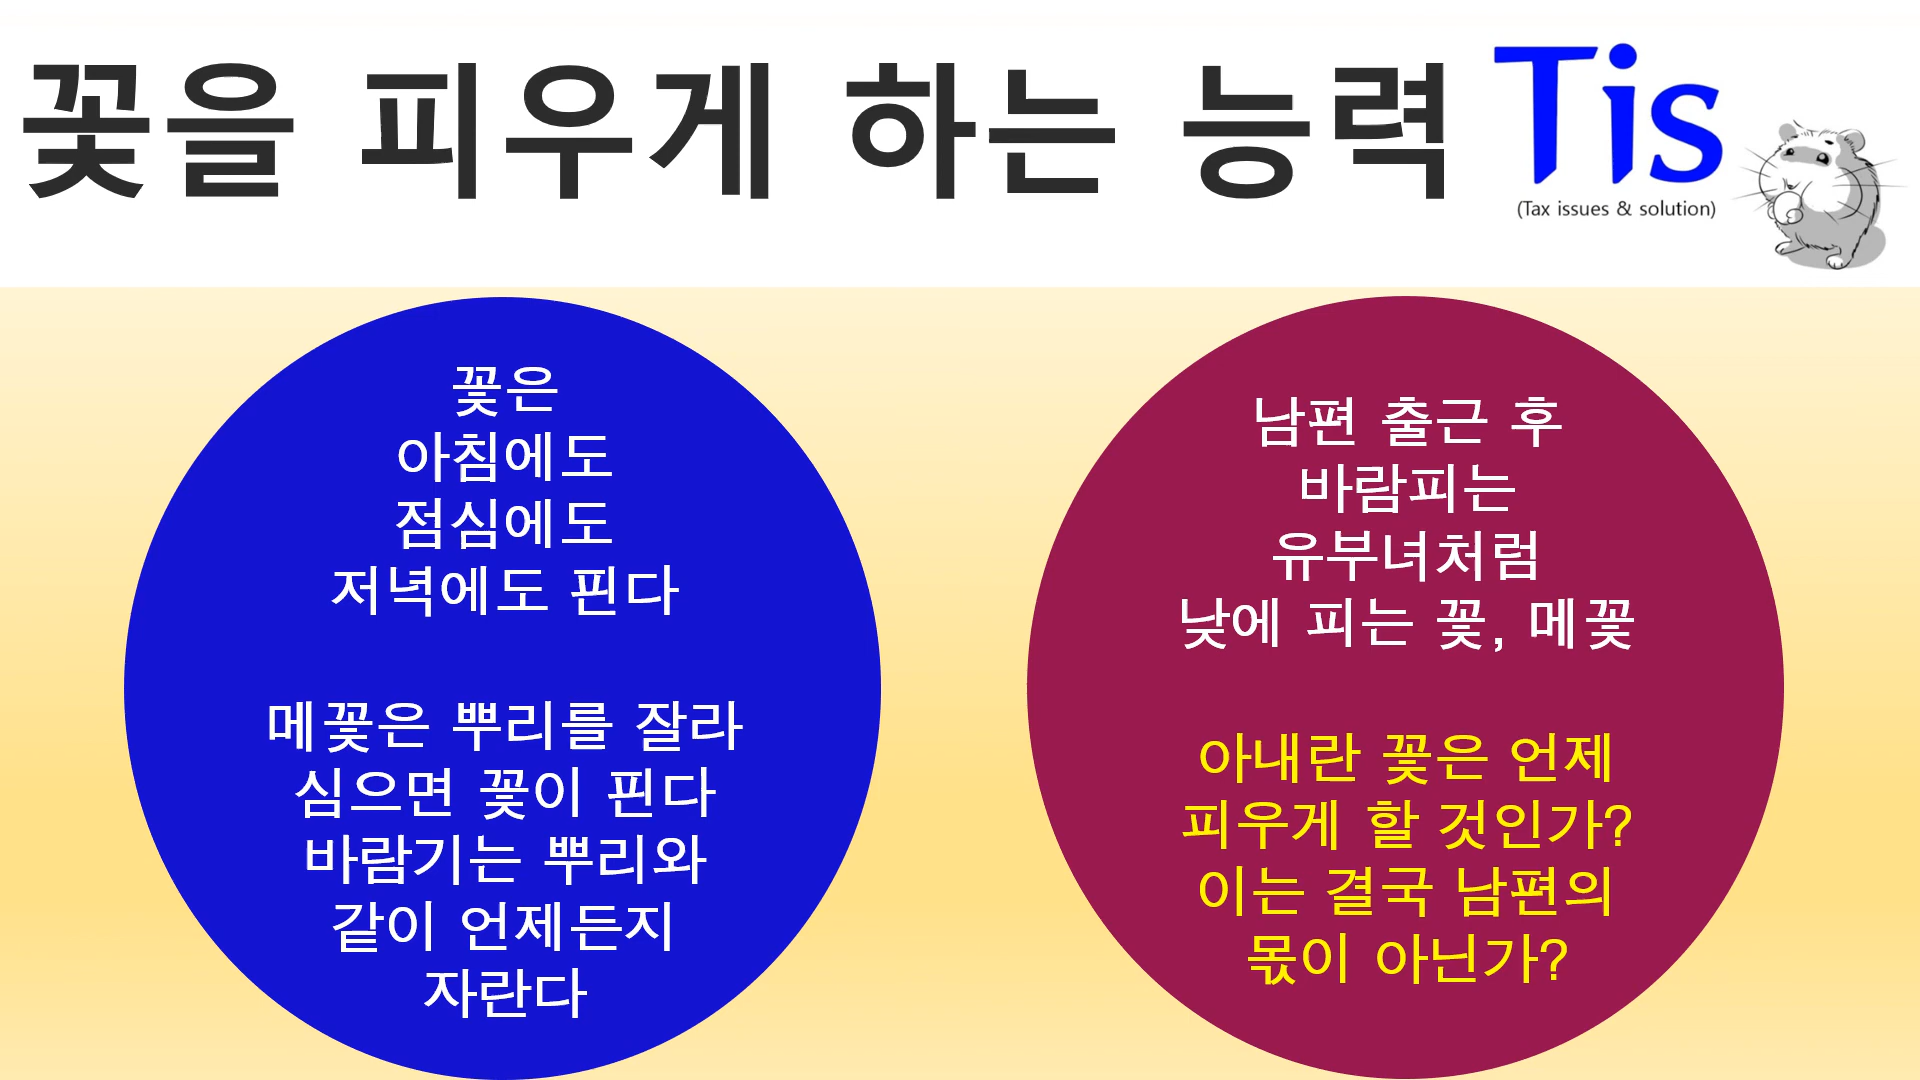 꽃을 피우게 하는 능력
Tis
(Tax issues & solution)
꽃은
아침에도
점심에도
저녁에도 핀다
메꽃은 뿌리를 잘라
심으면 꽃이 핀다
바람기는 뿌리와
같이 언제든지
자란다
남편 출근 후
바람피는
유부녀처럼
낮에 피는 꽃, 메꽃
아내란 꽃은 언제
피우게 할 것인가?
이는 결국 남편의
몫이 아닌가?